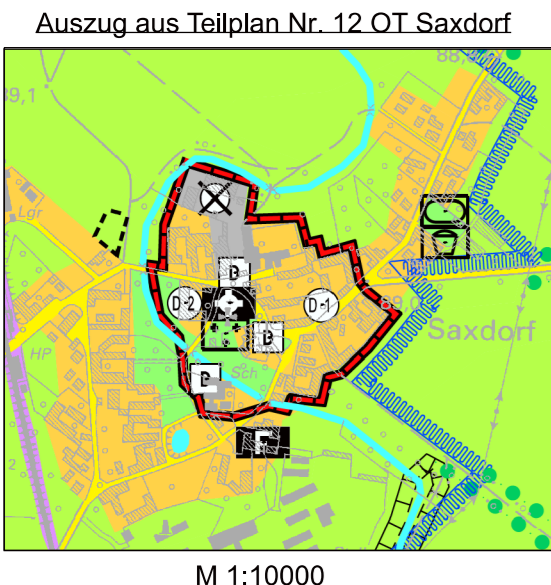 Auszug aus Teilplan Nr. 12 OT Saxdorf
88,8
89,1
Lgr
D
D-2
D-1
89,0
Saxdorf
HP
D
D
Sch
F
2
M 1:10000